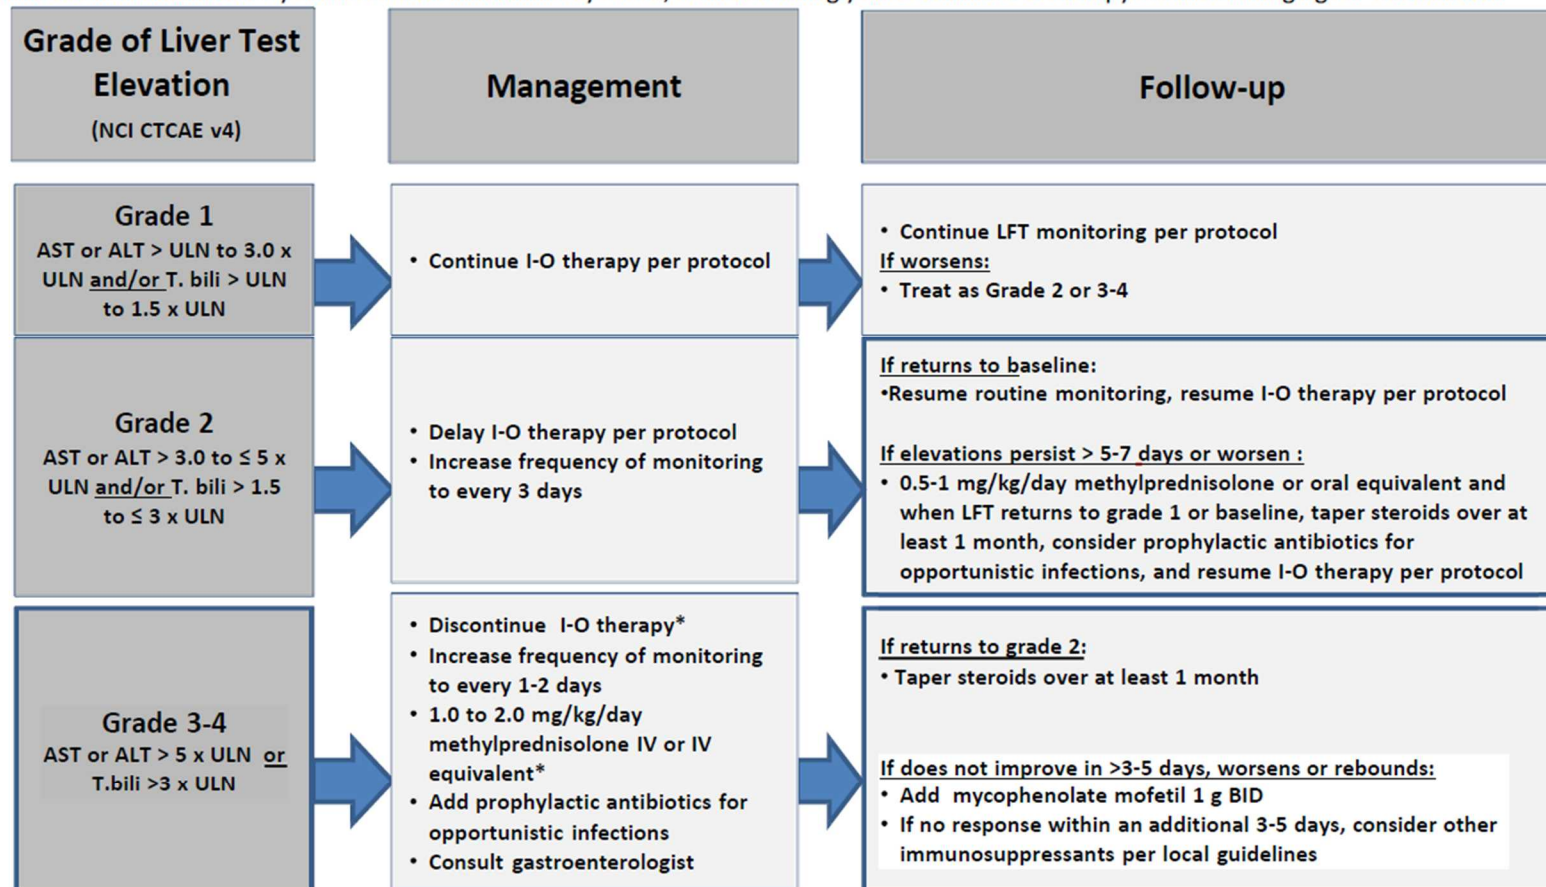 Grade of Liver Test
Elevation
(NCI CTCAE v4)
Management
Follow-up
Grade 1
AST or ALT > ULN to 3.0 x
ULN and/or T. bili > ULN
to 1.5 x ULN
• Continue I-O therapy per protocol
• Continue LFT monitoring per protocol
If worsens:
• Treat as Grade 2 or 3-4
Grade 2
AST or ALT > 3.0 to ≤ 5 x
ULN and/or T. bili > 1.5
to ≤ 3 x ULN
• Delay I-O therapy per protocol
• Increase frequency of monitoring
to every 3 days
If returns to baseline:
•Resume routine monitoring, resume I-O therapy per protocol
If elevations persist > 5-7 days or worsen :
• 0.5-1 mg/kg/day methylprednisolone or oral equivalent and
when LFT returns to grade 1 or baseline, taper steroids over at
least 1 month, consider prophylactic antibiotics for
opportunistic infections, and resume I-O therapy per protocol
Grade 3-4
AST or ALT > 5 x ULN or
T.bili >3 x ULN
• Discontinue I-O therapy*
• Increase frequency of monitoring
to every 1-2 days
• 1.0 to 2.0 mg/kg/day
methylprednisolone IV or IV
equivalent*
• Add prophylactic antibiotics for
opportunistic infections
• Consult gastroenterologist
If returns to grade 2:
• Taper steroids over at least 1 month
If does not improve in >3-5 days, worsens or rebounds:
• Add mycophenolate mofetil 1 g BID
• If no response within an additional 3-5 days, consider other
immunosuppressants per local guidelines